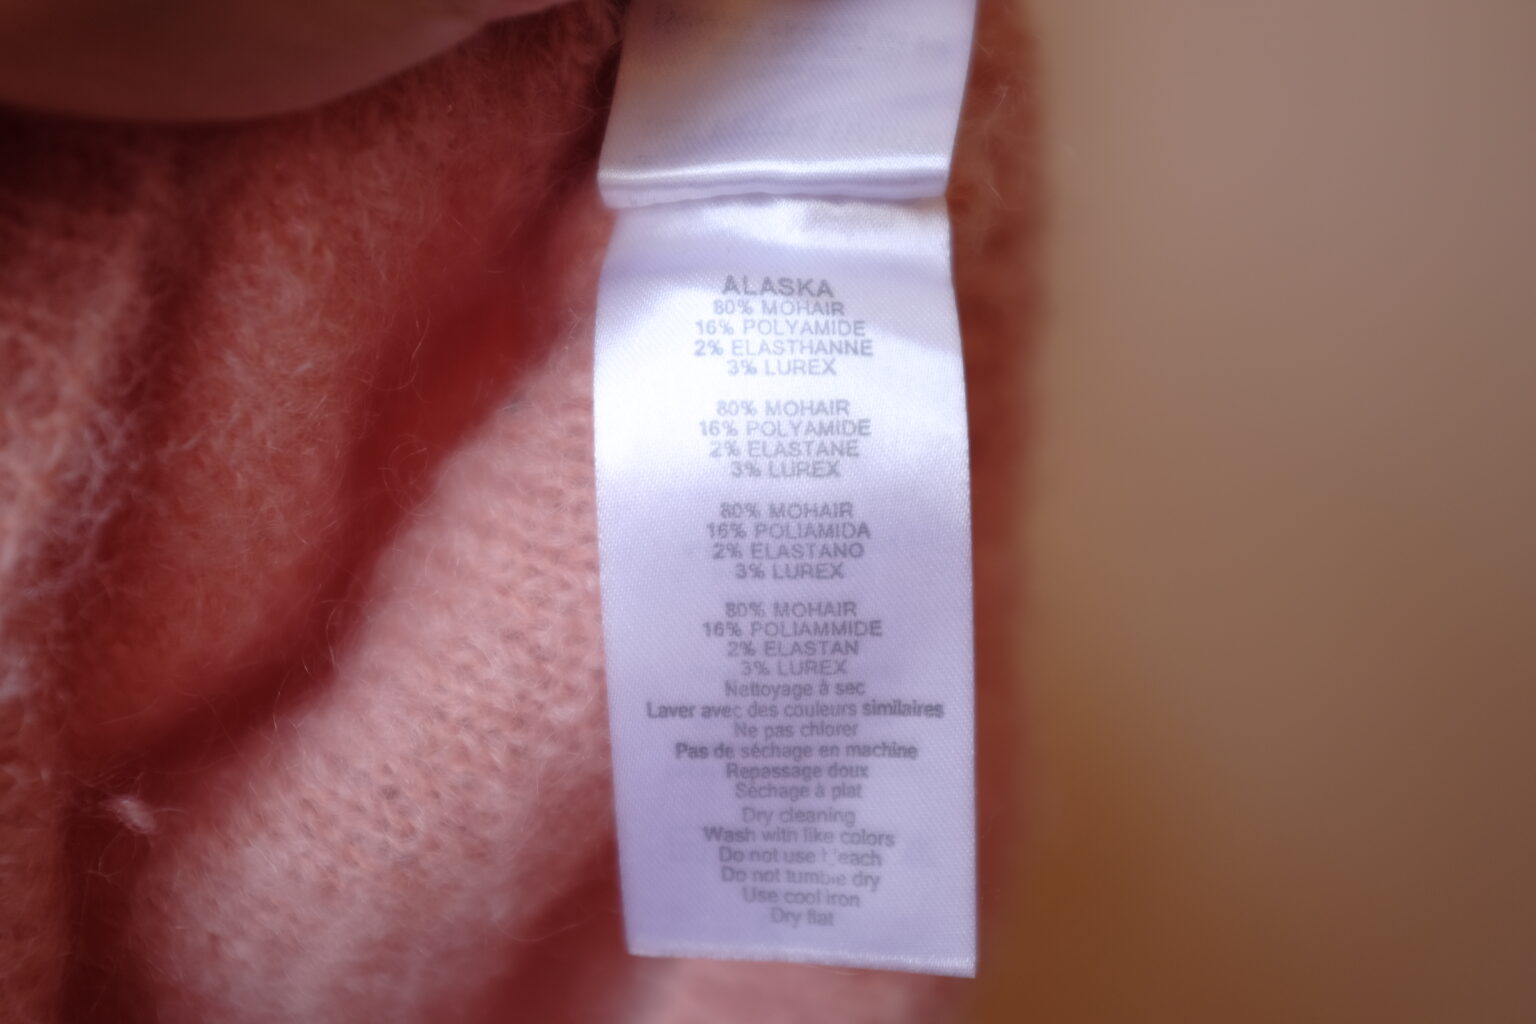 ALASKA
80% MOHAIR
16% POLYAMIDE
2% ELASTHANNE
3% LUREX
80% MOHAIR
16% POLYAMIDE
2% ELASTANE
3% LUREX
80% MOHAIR
16% POLIAMIDA
2% ELASTANO
3% LUREX
80% MOHAIR
16% POLIAMMIDE
2% ELASTAN
3% LUREX
Nettoyage à sec
Laver avec des couleurs similaires
Ne pas chlorer
Pas de séchage en machine
Repassage doux
Séchage à plat
Dry cleaning
Wash with like colors
Do not use bleach
Do not tumble dry
Use cool iron
Dry flat